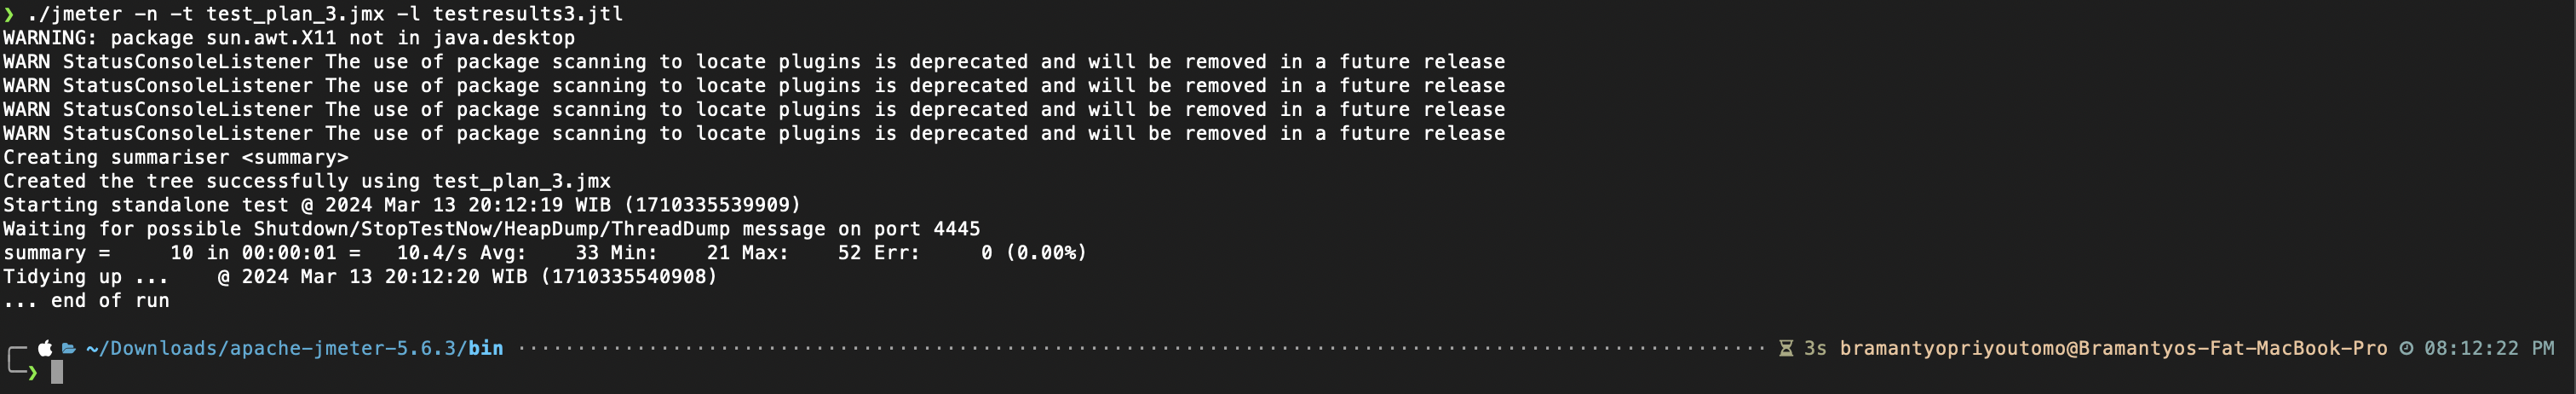 ❯ ./jmeter -n -t test_plan_3.jmx -l testresults3.jtl
WARNING: package sun.awt.X11 not in java.desktop
WARN StatusConsoleListener The use of package scanning to locate plugins is deprecated and will be removed in a future release
WARN StatusConsoleListener The use of package scanning to locate plugins is deprecated and will be removed in a future release
WARN StatusConsoleListener The use of package scanning to locate plugins is deprecated and will be removed in a future release
WARN StatusConsoleListener The use of package scanning to locate plugins is deprecated and will be removed in a future release
Creating summariser <summary>
Created the tree successfully using test_plan_3.jmx
Starting standalone test @ 2024 Mar 13 20:12:19 WIB (1710335539909)
Waiting for possible Shutdown/StopTestNow/HeapDump/ThreadDump message on port 4445
summary =     10 in 00:00:01 =   10.4/s Avg:    33 Min:    21 Max:    52 Err:     0 (0.00%)
Tidying up ...    @ 2024 Mar 13 20:12:20 WIB (1710335540908)
... end of run
~/Downloads/apache-jmeter-5.6.3/bin 3s bramantyopriyoutomo@Bramantyos-Fat-MacBook-Pro 08:12:22 PM
❯